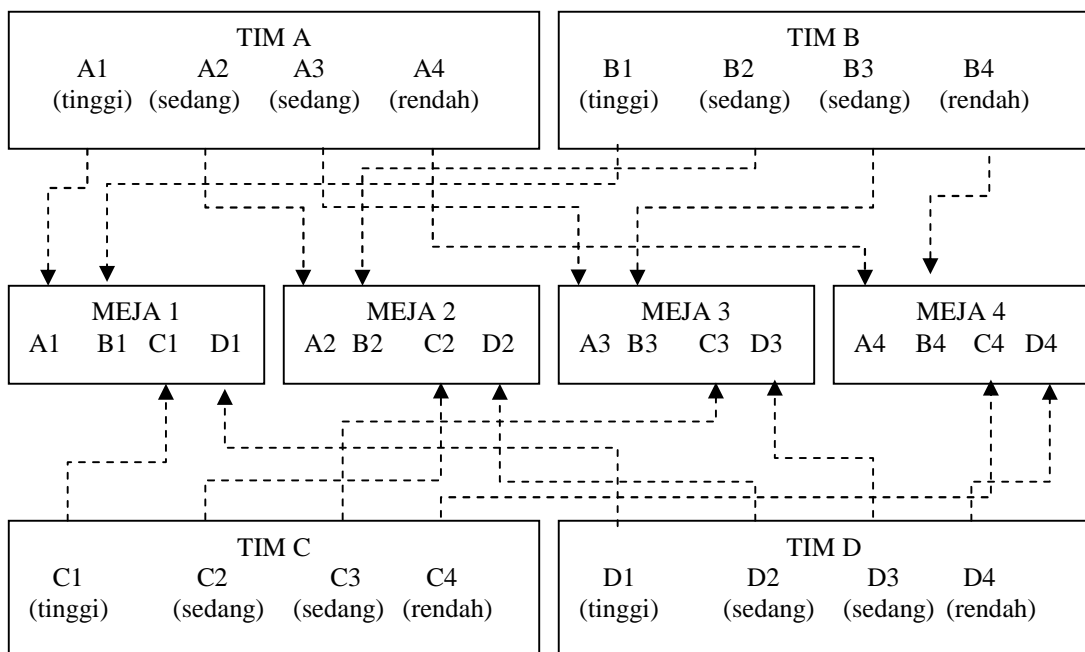 TIM A
A1 A2 A3 A4
(tinggi) (sedang) (sedang) (rendah)
TIM B
B1 B2 B3 B4
(tinggi) (sedang) (sedang) (rendah)
MEJA 1
A1 B1 C1 D1
MEJA 2
A2 B2 C2 D2
MEJA 3
A3 B3 C3 D3
MEJA 4
A4 B4 C4 D4
TIM C
C1 C2 C3 C4
(tinggi) (sedang) (sedang) (rendah)
TIM D
D1 D2 D3 D4
(tinggi) (sedang) (sedang) (rendah)